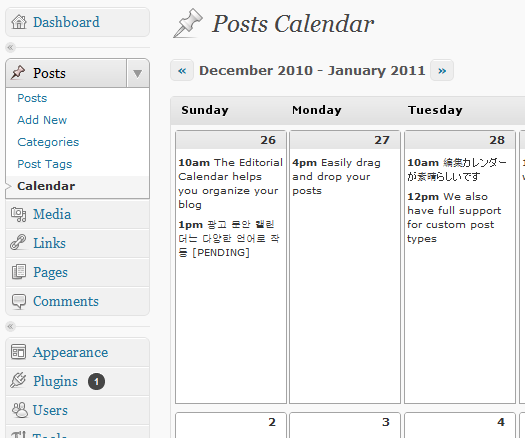 Dashboard
Posts
Posts
Add New
Categories
Post Tags
Calendar
Media
Links
Pages
Comments
Appearance
Plugins 1
Users
Tools
Posts Calendar
« December 2010 - January 2011 »
Sunday Monday Tuesday
26 27 28
10am The Editorial
Calendar helps
you organize your
blog
1pm 광고 문안 캘린
더는 다양한 언어로 작
동 [PENDING]
4pm Easily drag
and drop your
posts
10am 編集カレンダー
が素晴らしいです
12pm We also
have full support
for custom post
types
2 3 4